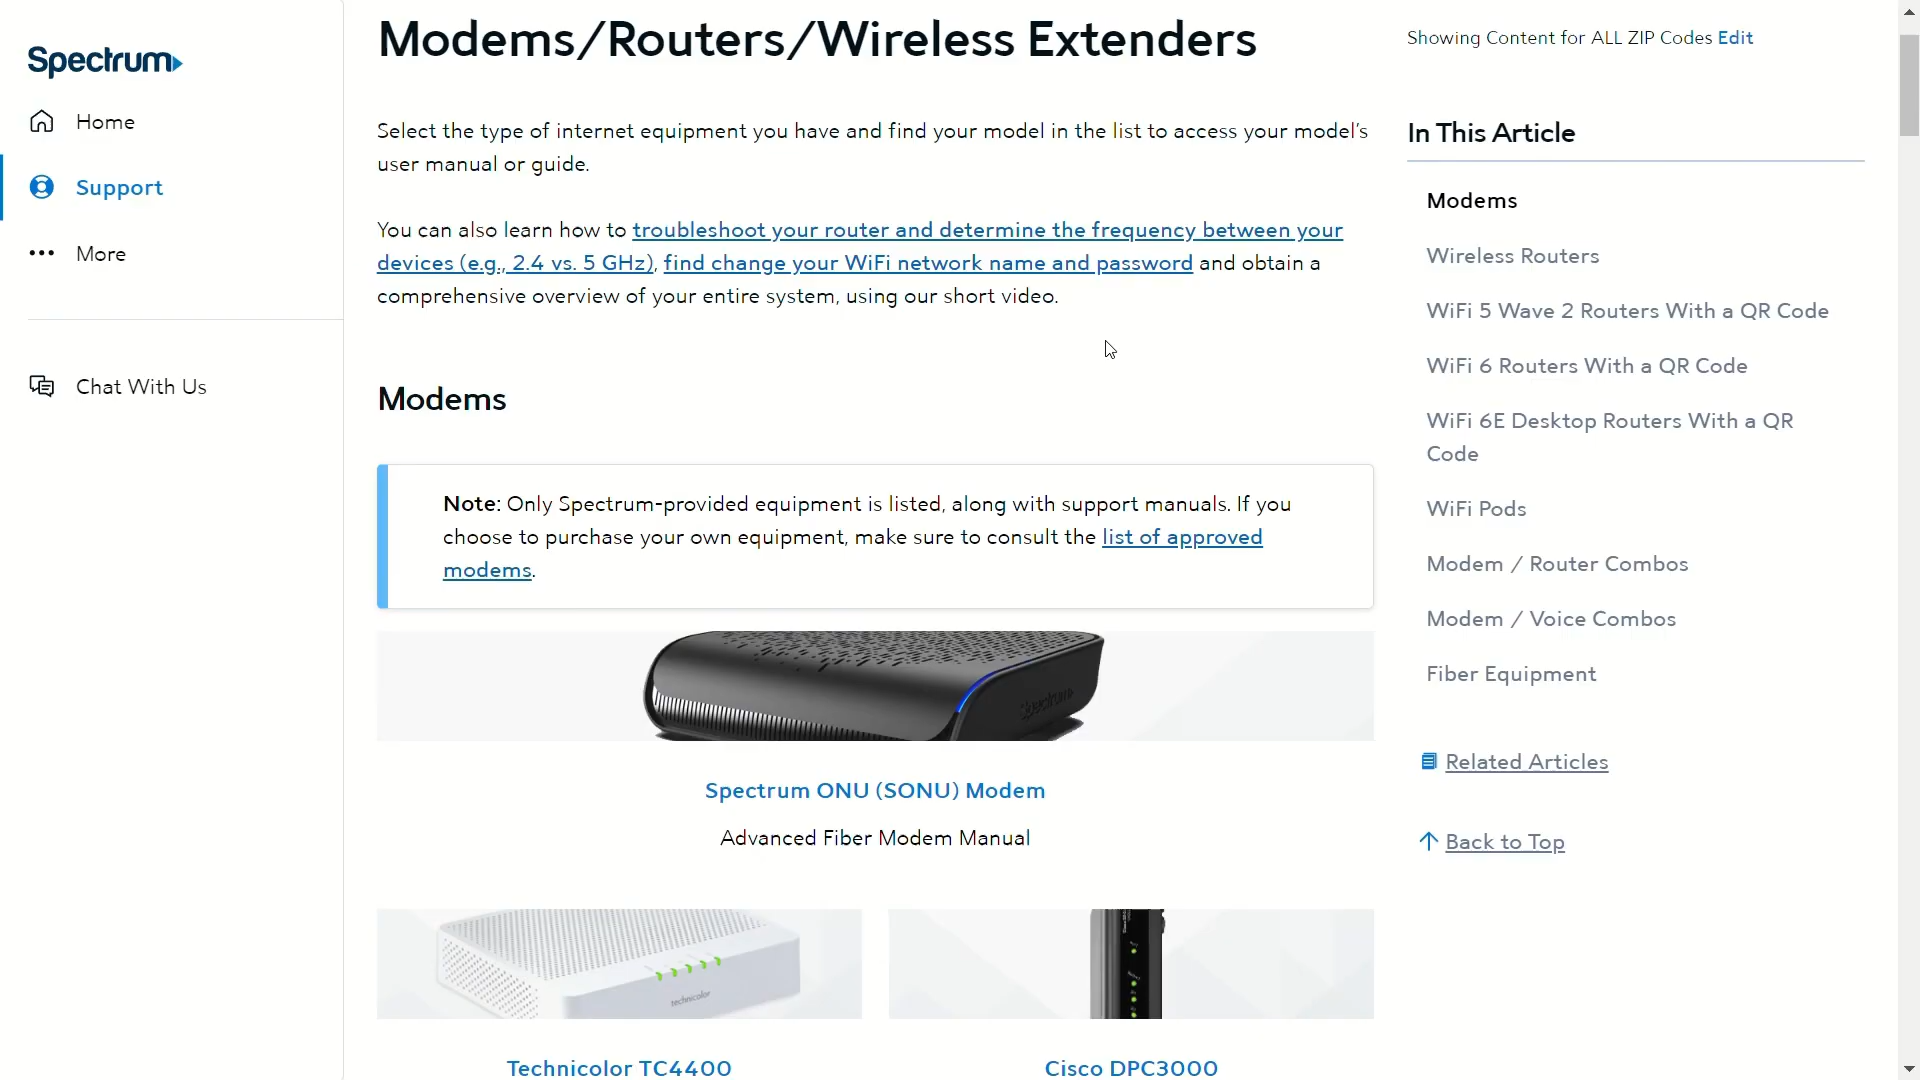 Spectrum
Home
Support
More
Chat With Us
Modems/Routers/Wireless Extenders
Select the type of internet equipment you have and find your model in the list to access your model's
user manual or guide.
You can also learn how to troubleshoot your router and determine the frequency between your
devices (e.g., 2.4 vs. 5 GHz), find change your WiFi network name and password and obtain a
comprehensive overview of your entire system, using our short video.
Modems
Note: Only Spectrum-provided equipment is listed, along with support manuals. If you
choose to purchase your own equipment, make sure to consult the list of approved
modems.
Spectrum
Spectrum ONU (SONU) Modem
Advanced Fiber Modem Manual
technicolor
Technicolor TC4400
Cisco DPC3000
Showing Content for ALL ZIP Codes Edit
In This Article
Modems
Wireless Routers
WiFi 5 Wave 2 Routers With a QR Code
WiFi 6 Routers With a QR Code
WiFi 6E Desktop Routers With a QR
Code
WiFi Pods
Modem / Router Combos
Modem / Voice Combos
Fiber Equipment
Related Articles
Back to Top